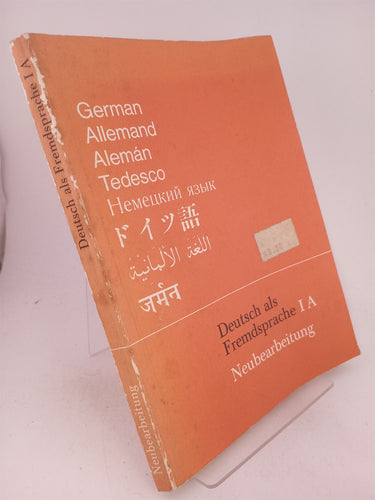 German
Allemand
Alemán
Tedesco
Немецкий язык
ドイツ語
اللغة الألمانية
जर्मन
Deutsch als
Fremdsprache I A
Neubearbeitung
Deutsch als Fremdsprache I A
Neubearbeitung